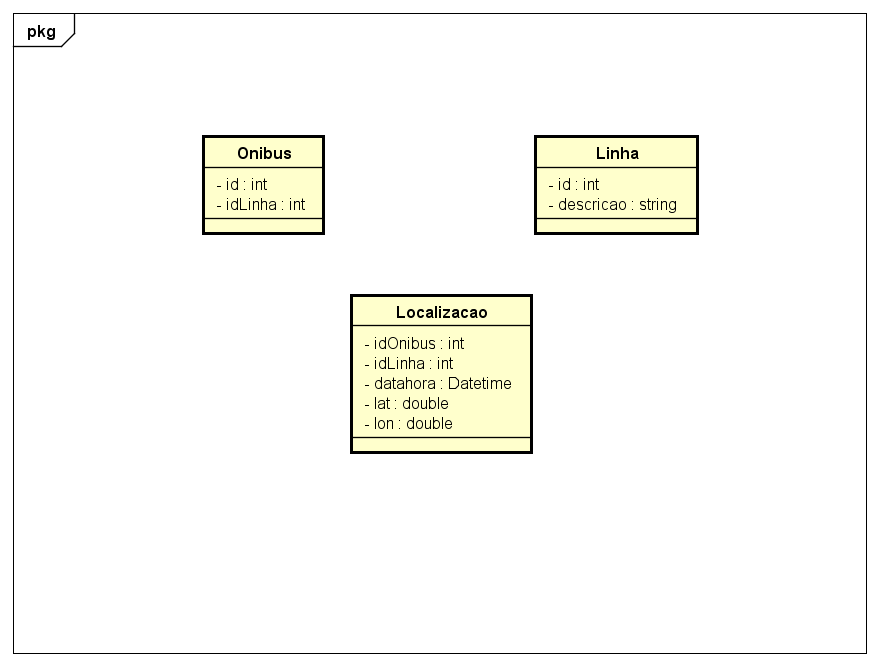 pkg
Onibus
- id : int
- idLinha : int
Linha
- id : int
- descricao : string
Localizacao
- idOnibus : int
- idLinha : int
- datahora : Datetime
- lat : double
- lon : double